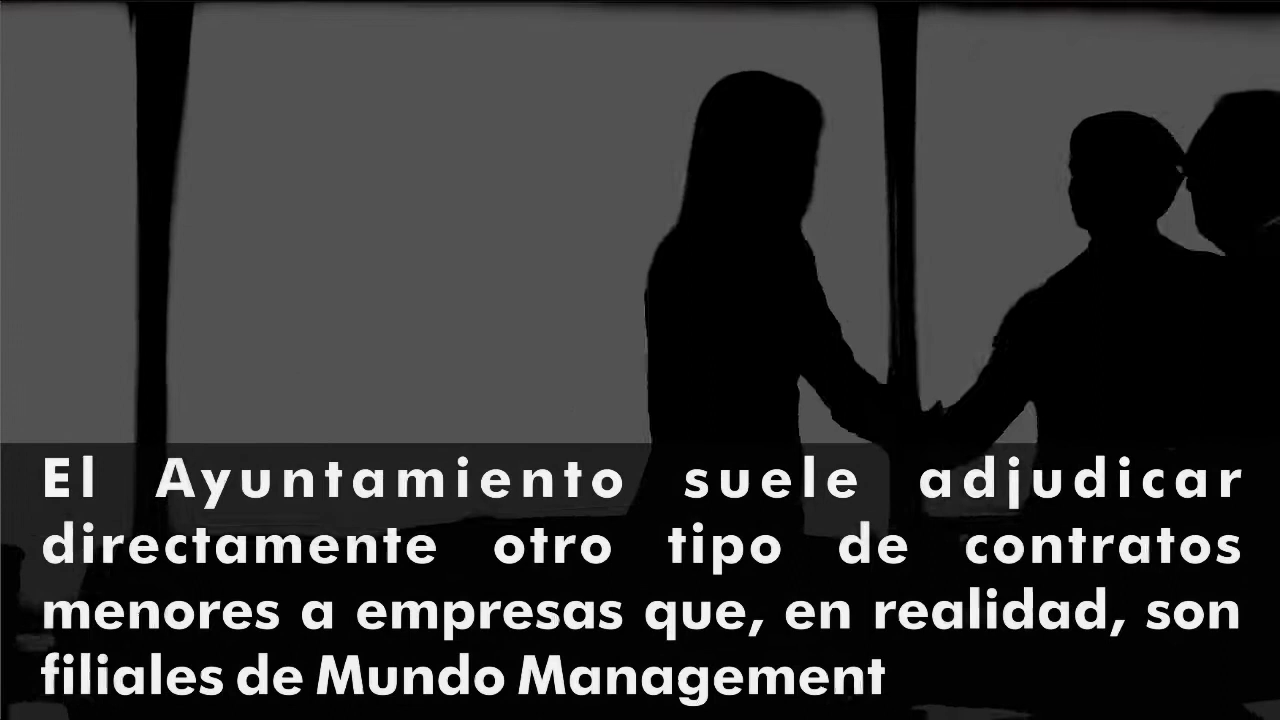 El Ayuntamiento suele adjudicar
directamente otro tipo de contratos
menores a empresas que, en realidad, son
filiales de Mundo Management